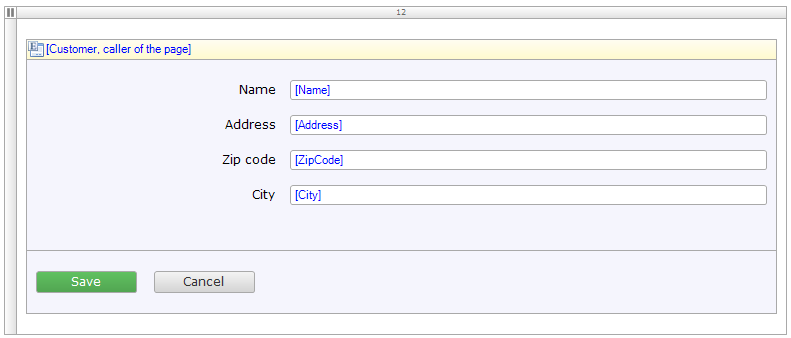 12
[Customer, caller of the page]
Name [Name]
Address [Address]
Zip code [ZipCode]
City [City]
Save Cancel